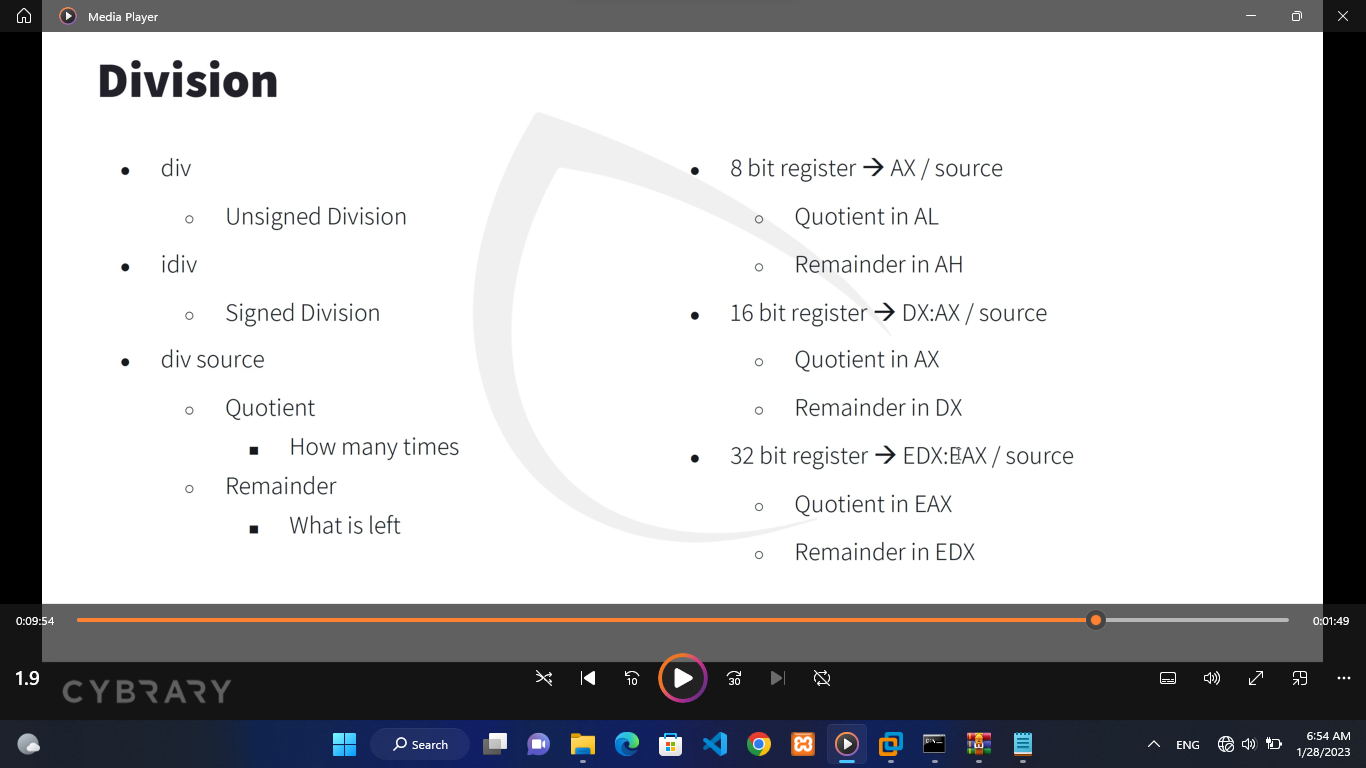 Media Player
Division
div
Unsigned Division
idiv
Signed Division
div source
Quotient
How many times
Remainder
What is left
8 bit register → AX / source
Quotient in AL
Remainder in AH
16 bit register → DX:AX / source
Quotient in AX
Remainder in DX
32 bit register → EDX:EAX / source
Quotient in EAX
Remainder in EDX
0:09:54
0:01:49
1.9
CYBRARY
10
30
Search
ENG
6:54 AM
1/28/2023